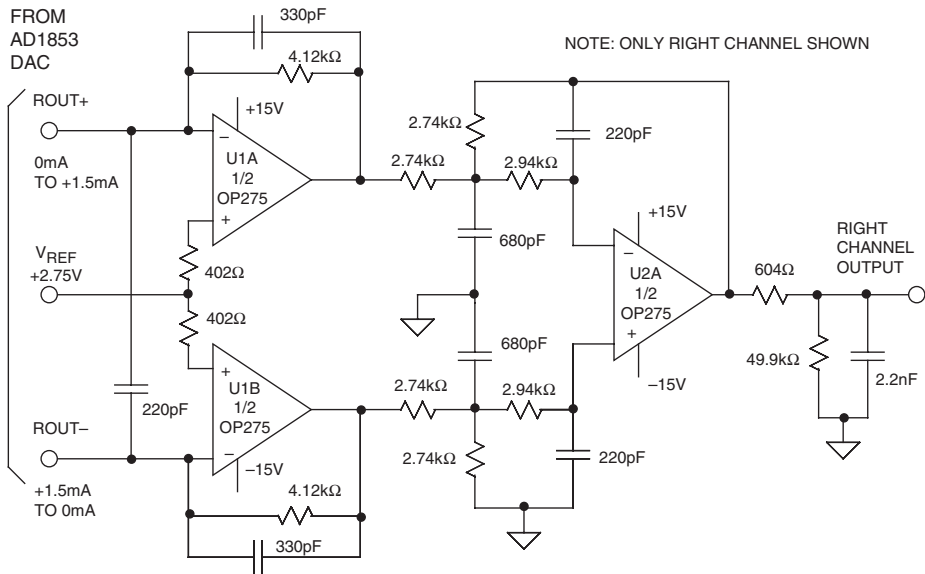 FROM
AD1853
DAC
330pF
4.12kΩ
NOTE: ONLY RIGHT CHANNEL SHOWN
ROUT+
+15V
0mA
TO +1.5mA
–
U1A
1/2
OP275
+
2.74kΩ
220pF
2.74kΩ
2.94kΩ
402Ω
680pF
+15V
VREF
+2.75V
–
U2A
1/2
OP275
+
604Ω
RIGHT
CHANNEL
OUTPUT
402Ω
680pF
–15V
49.9kΩ
2.2nF
220pF
+
U1B
1/2
OP275
–
2.74kΩ
2.94kΩ
ROUT–
–15V
2.74kΩ
220pF
+1.5mA
TO 0mA
4.12kΩ
330pF